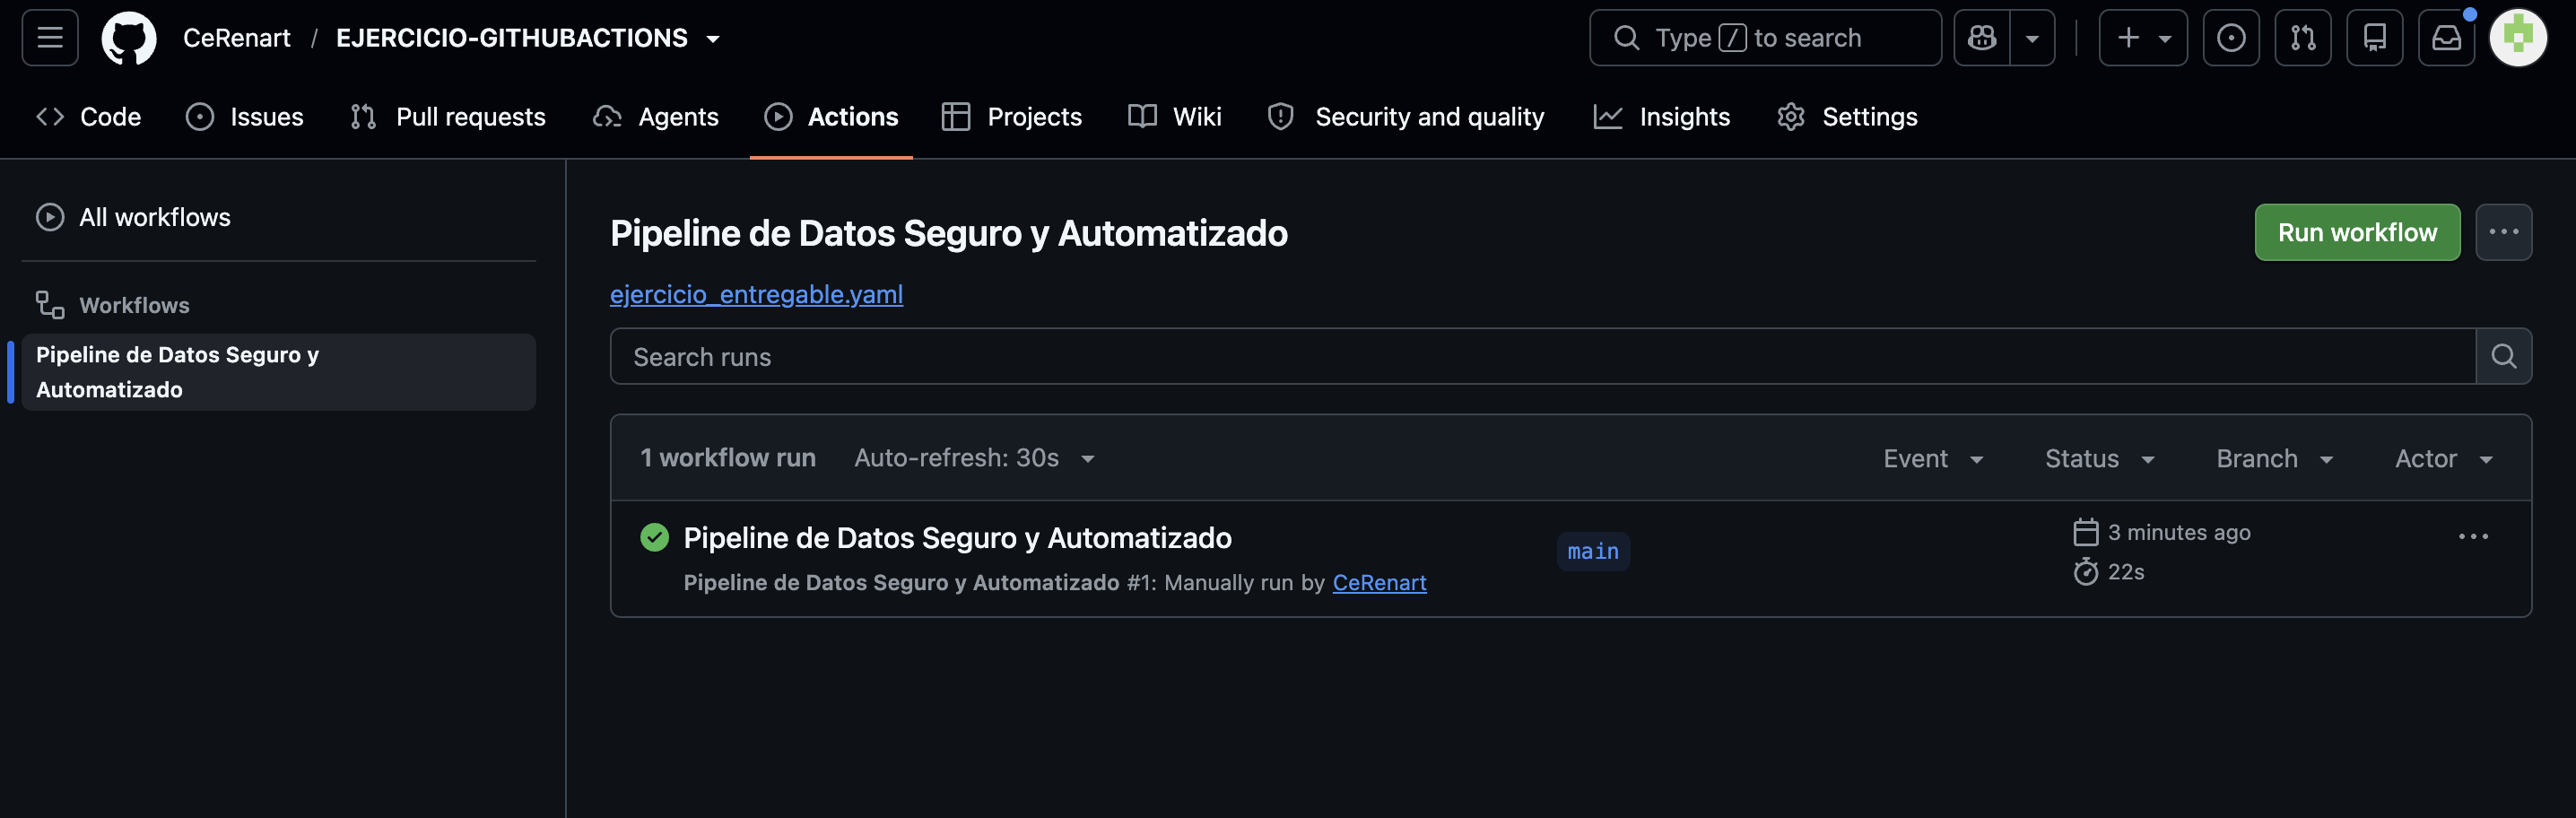 CeRenart / EJERCICIO-GITHUBACTIONS
Type / to search
Code Issues Pull requests Agents Actions Projects Wiki Security and quality Insights Settings
All workflows
Workflows
Pipeline de Datos Seguro y
Automatizado
Pipeline de Datos Seguro y Automatizado
Run workflow
ejercicio_entregable.yaml
Search runs
1 workflow run Auto-refresh: 30s Event Status Branch Actor
Pipeline de Datos Seguro y Automatizado
Pipeline de Datos Seguro y Automatizado #1: Manually run by CeRenart
main
3 minutes ago
22s